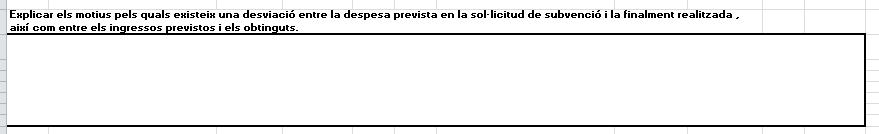 Explicar els motius pels quals existeix una desviació entre la despesa prevista en la sol·licitud de subvenció i la finalment realitzada ,
així com entre els ingressos previstos i els obtinguts.